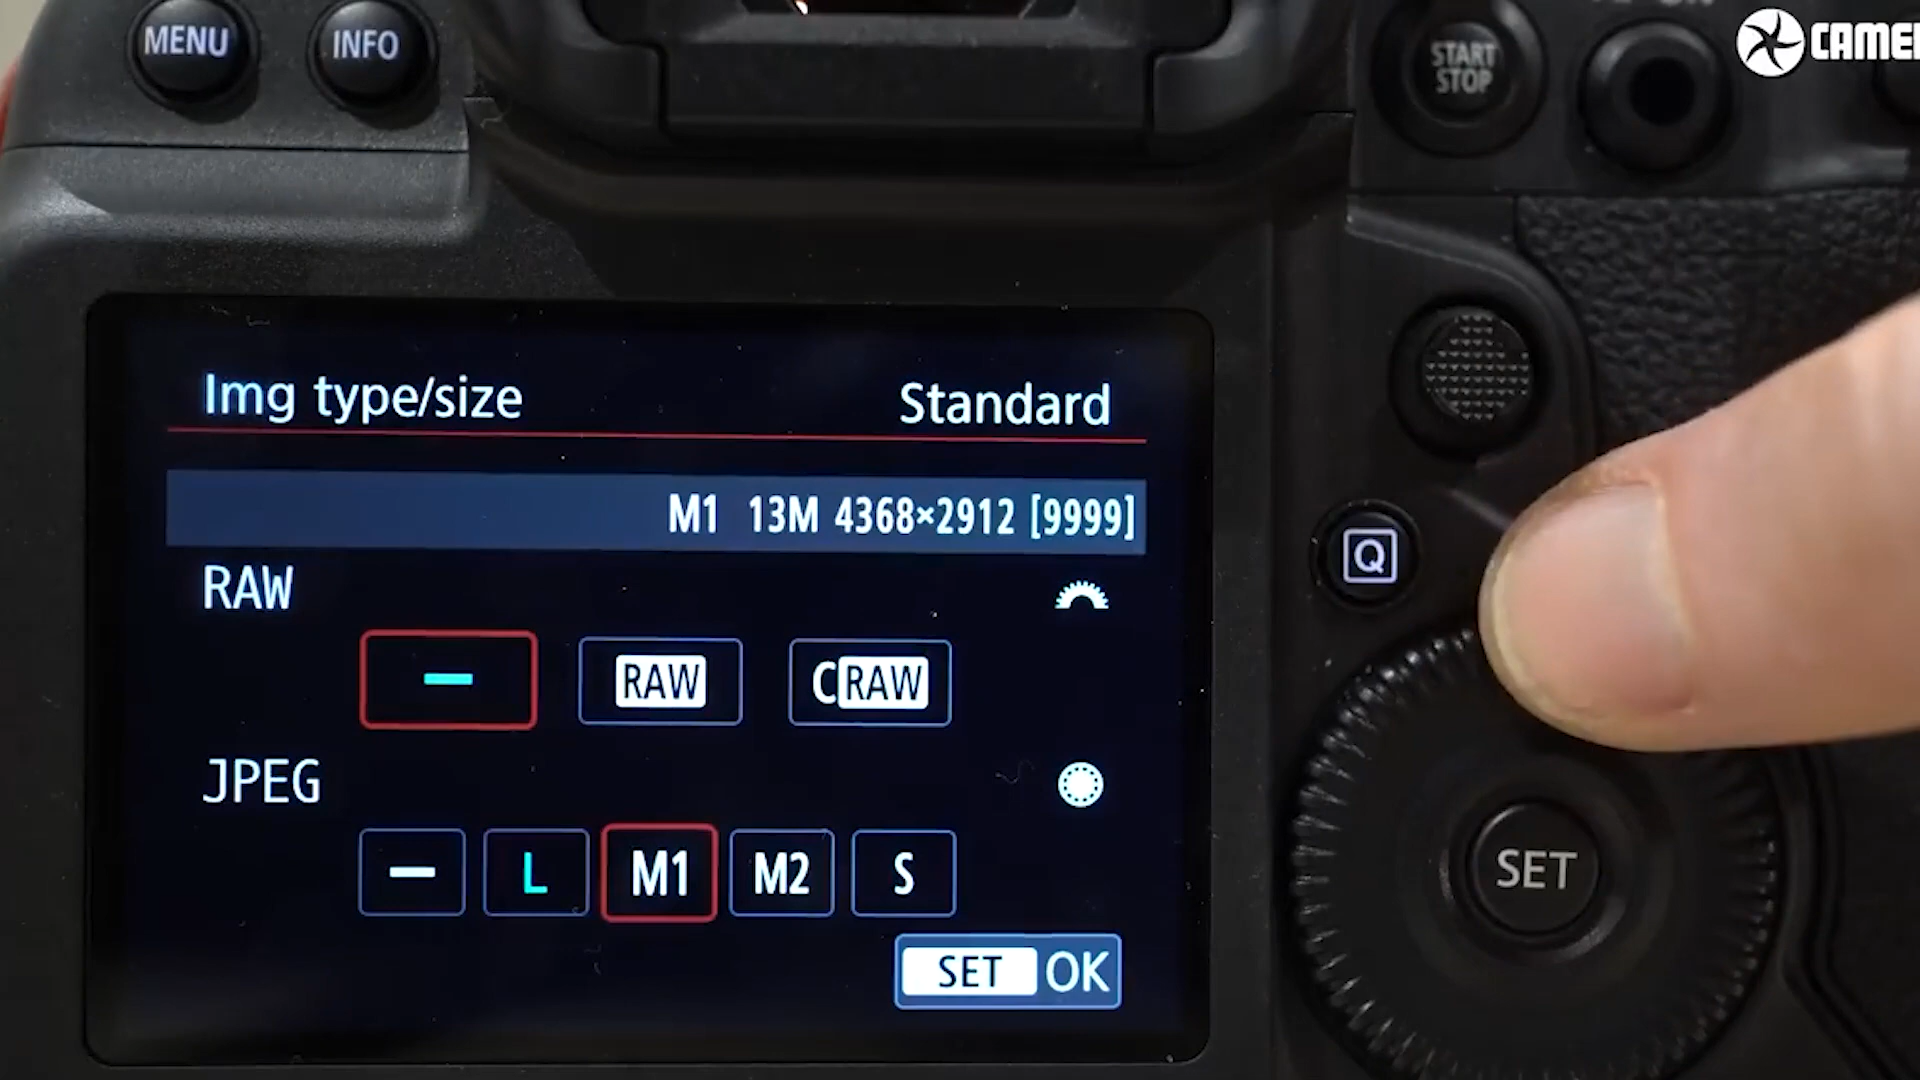 MENU INFO START
STOP
CAME
Img type/size Standard
M1 13M 4368×2912 [9999]
RAW
Q
— RAW CRAW
JPEG
— L M1 M2 S
SET
SET OK